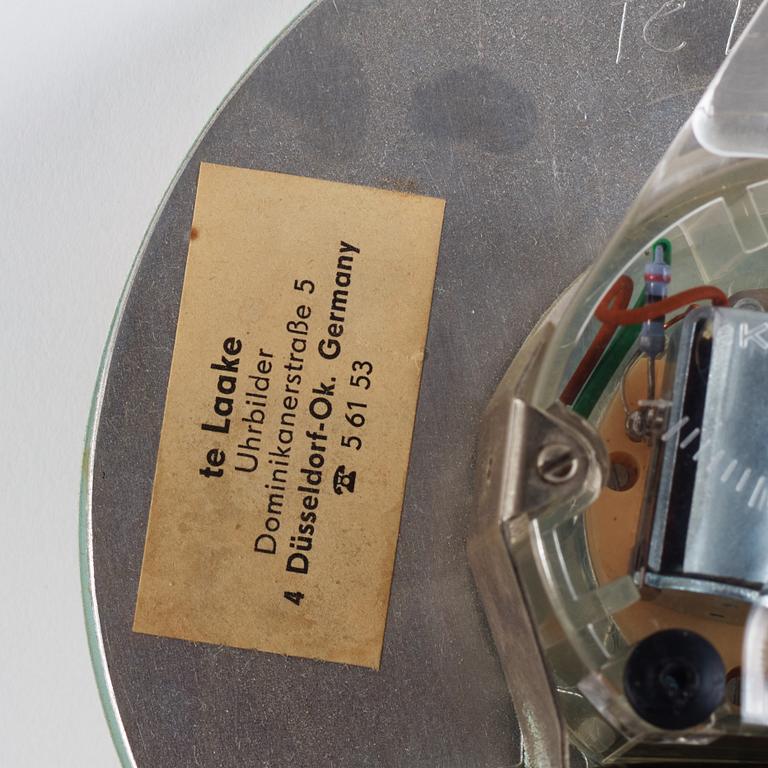 te Laake
Uhrbilder
Dominikanerstraße 5
4 Düsseldorf-Ok. Germany
☎ 5 61 53